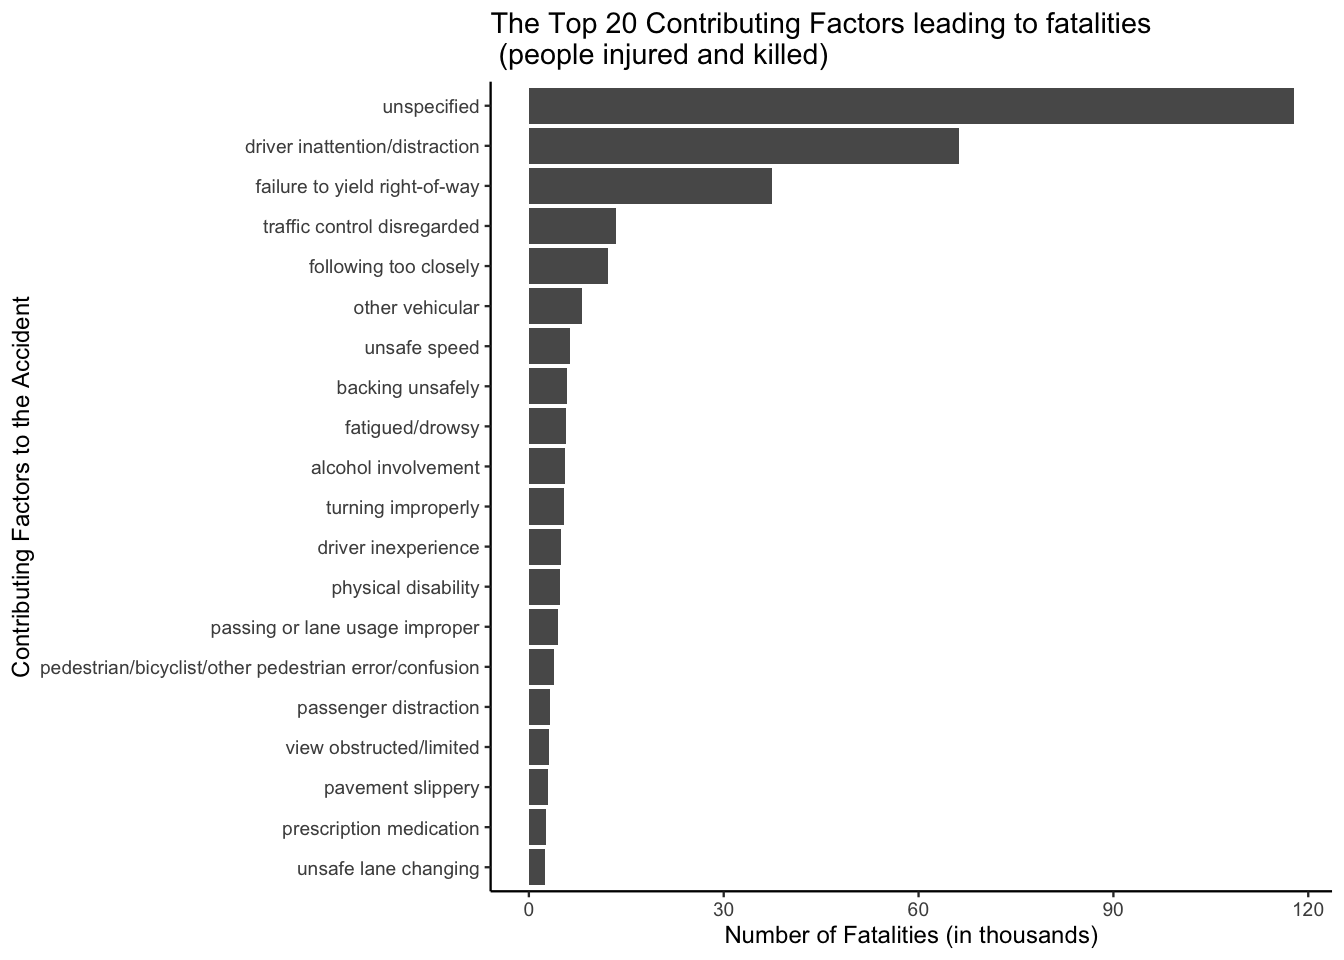 The Top 20 Contributing Factors leading to fatalities
(people injured and killed)
Contributing Factors to the Accident
unspecified
driver inattention/distraction
failure to yield right-of-way
traffic control disregarded
following too closely
other vehicular
unsafe speed
backing unsafely
fatigued/drowsy
alcohol involvement
turning improperly
driver inexperience
physical disability
passing or lane usage improper
pedestrian/bicyclist/other pedestrian error/confusion
passenger distraction
view obstructed/limited
pavement slippery
prescription medication
unsafe lane changing
0 30 60 90 120
Number of Fatalities (in thousands)